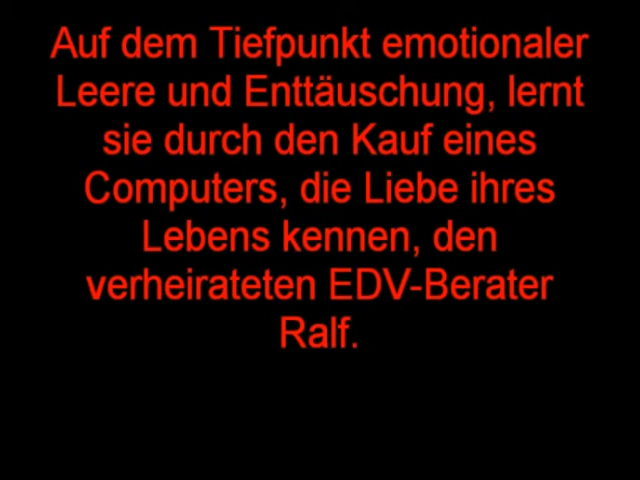 Auf dem Tiefpunkt emotionaler
Leere und Enttäuschung, lernt
sie durch den Kauf eines
Computers, die Liebe ihres
Lebens kennen, den
verheirateten EDV-Berater
Ralf.